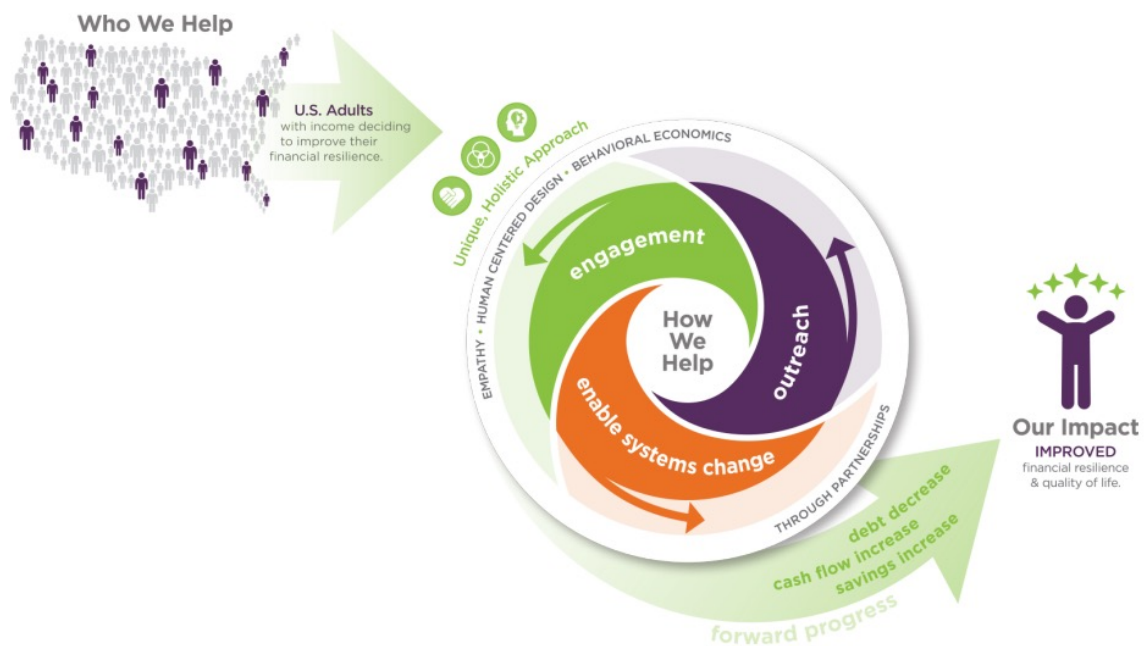 Who We Help
U.S. Adults
with income deciding
to improve their
financial resilience.
Unique, Holistic Approach
EMPATHY • HUMAN CENTERED DESIGN • BEHAVIORAL ECONOMICS
engagement
outreach
How
We
Help
enable systems change
THROUGH PARTNERSHIPS
debt decrease
cash flow increase
savings increase
forward progress
Our Impact
IMPROVED
financial resilience
& quality of life.